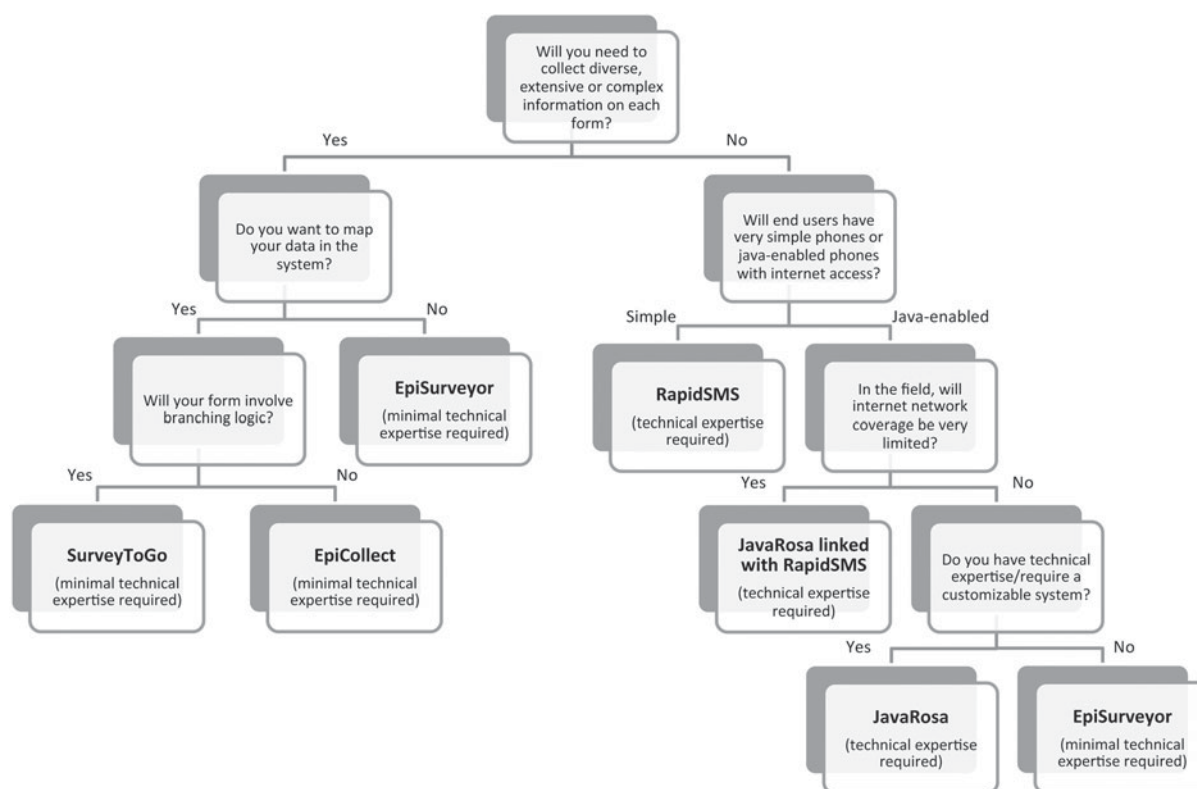 Will you need to
collect diverse,
extensive or complex
information on each
form?
Yes
No
Do you want to map
your data in the
system?
Will end users have
very simple phones or
java-enabled phones
with internet access?
Yes
No
Simple
Java-enabled
Will your form involve
branching logic?
EpiSurveyor
(minimal technical
expertise required)
RapidSMS
(technical expertise
required)
In the field, will
internet network
coverage be very
limited?
Yes
No
Yes
No
SurveyToGo
(minimal technical
expertise required)
EpiCollect
(minimal technical
expertise required)
JavaRosa linked
with RapidSMS
(technical expertise
required)
Do you have technical
expertise/require a
customizable system?
Yes
No
JavaRosa
(technical expertise
required)
EpiSurveyor
(minimal technical
expertise required)